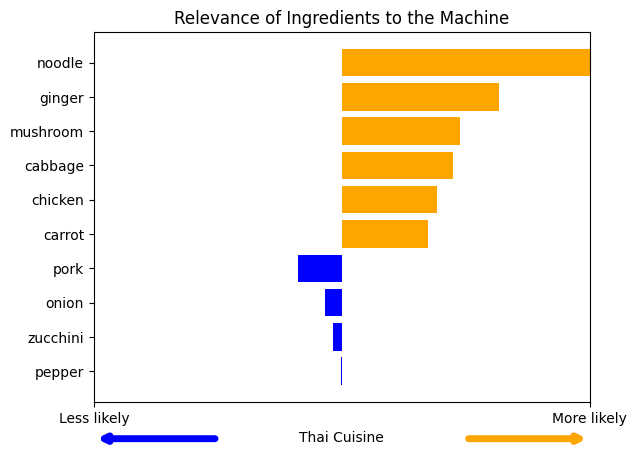 Relevance of Ingredients to the Machine
noodle
ginger
mushroom
cabbage
chicken
carrot
pork
onion
zucchini
pepper
Less likely More likely
Thai Cuisine